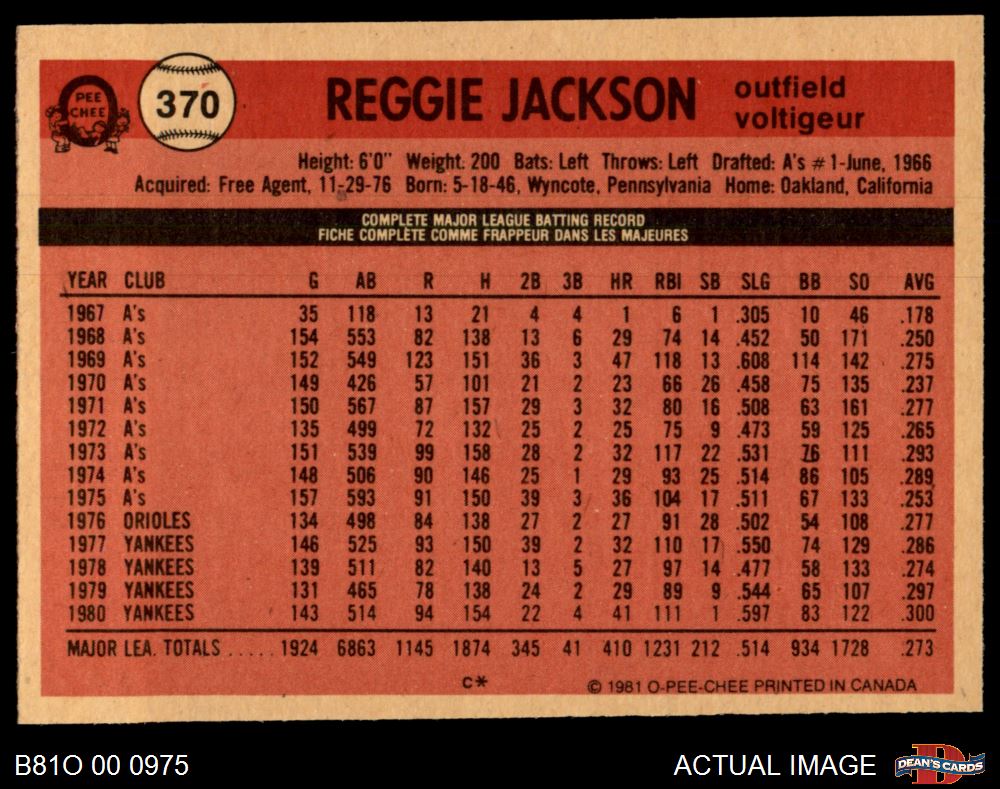 PEE
CHEE
370
REGGIE JACKSON
outfield
voltigeur
Height: 6'0" Weight: 200 Bats: Left Throws: Left Drafted: A's #1-June, 1966
Acquired: Free Agent, 11-29-76 Born: 5-18-46, Wyncote, Pennsylvania Home: Oakland, California
COMPLETE MAJOR LEAGUE BATTING RECORD
FICHE COMPLÈTE COMME FRAPPEUR DANS LES MAJEURES
YEAR CLUB G AB R H 2B 3B HR RBI SB SLG BB SO AVG
1967 A's 35 118 13 21 4 4 1 6 1 .305 10 46 .178
1968 A's 154 553 82 138 13 6 29 74 14 .452 50 171 .250
1969 A's 152 549 123 151 36 3 47 118 13 .608 114 142 .275
1970 A's 149 426 57 101 21 2 23 66 26 .458 75 135 .237
1971 A's 150 567 87 157 29 3 32 80 16 .508 63 161 .277
1972 A's 135 499 72 132 25 2 25 75 9 .473 59 125 .265
1973 A's 151 539 99 158 28 2 32 117 22 .531 76 111 .293
1974 A's 148 506 90 146 25 1 29 93 25 .514 86 105 .289
1975 A's 157 593 91 150 39 3 36 104 17 .511 67 133 .253
1976 ORIOLES 134 498 84 138 27 2 27 91 28 .502 54 108 .277
1977 YANKEES 146 525 93 150 39 2 32 110 17 .550 74 129 .286
1978 YANKEES 139 511 82 140 13 5 27 97 14 .477 58 133 .274
1979 YANKEES 131 465 78 138 24 2 29 89 9 .544 65 107 .297
1980 YANKEES 143 514 94 154 22 4 41 111 1 .597 83 122 .300
MAJOR LEA. TOTALS ..... 1924 6863 1145 1874 345 41 410 1231 212 .514 934 1728 .273
C* © 1981 O-PEE-CHEE PRINTED IN CANADA
B81O 00 0975 ACTUAL IMAGE
D
DEAN'S CARDS